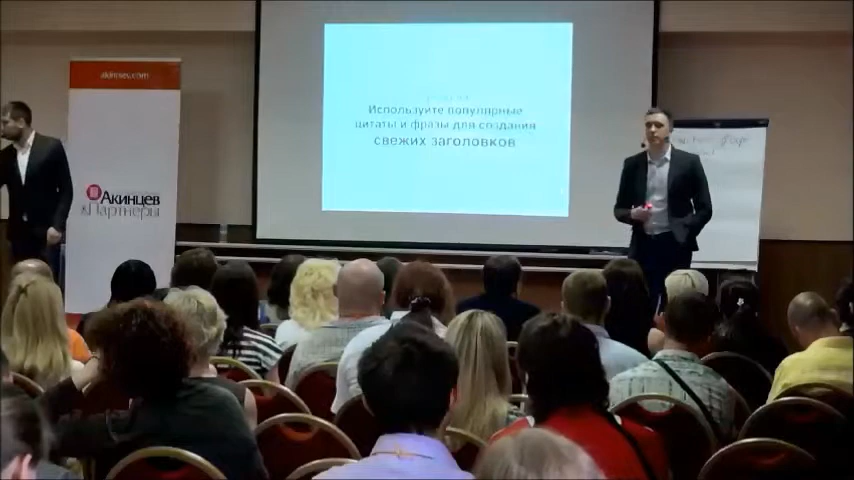 akintsev.com
Используйте популярные
цитаты и фразы для создания
свежих заголовков
Акинцев
&Партнеры